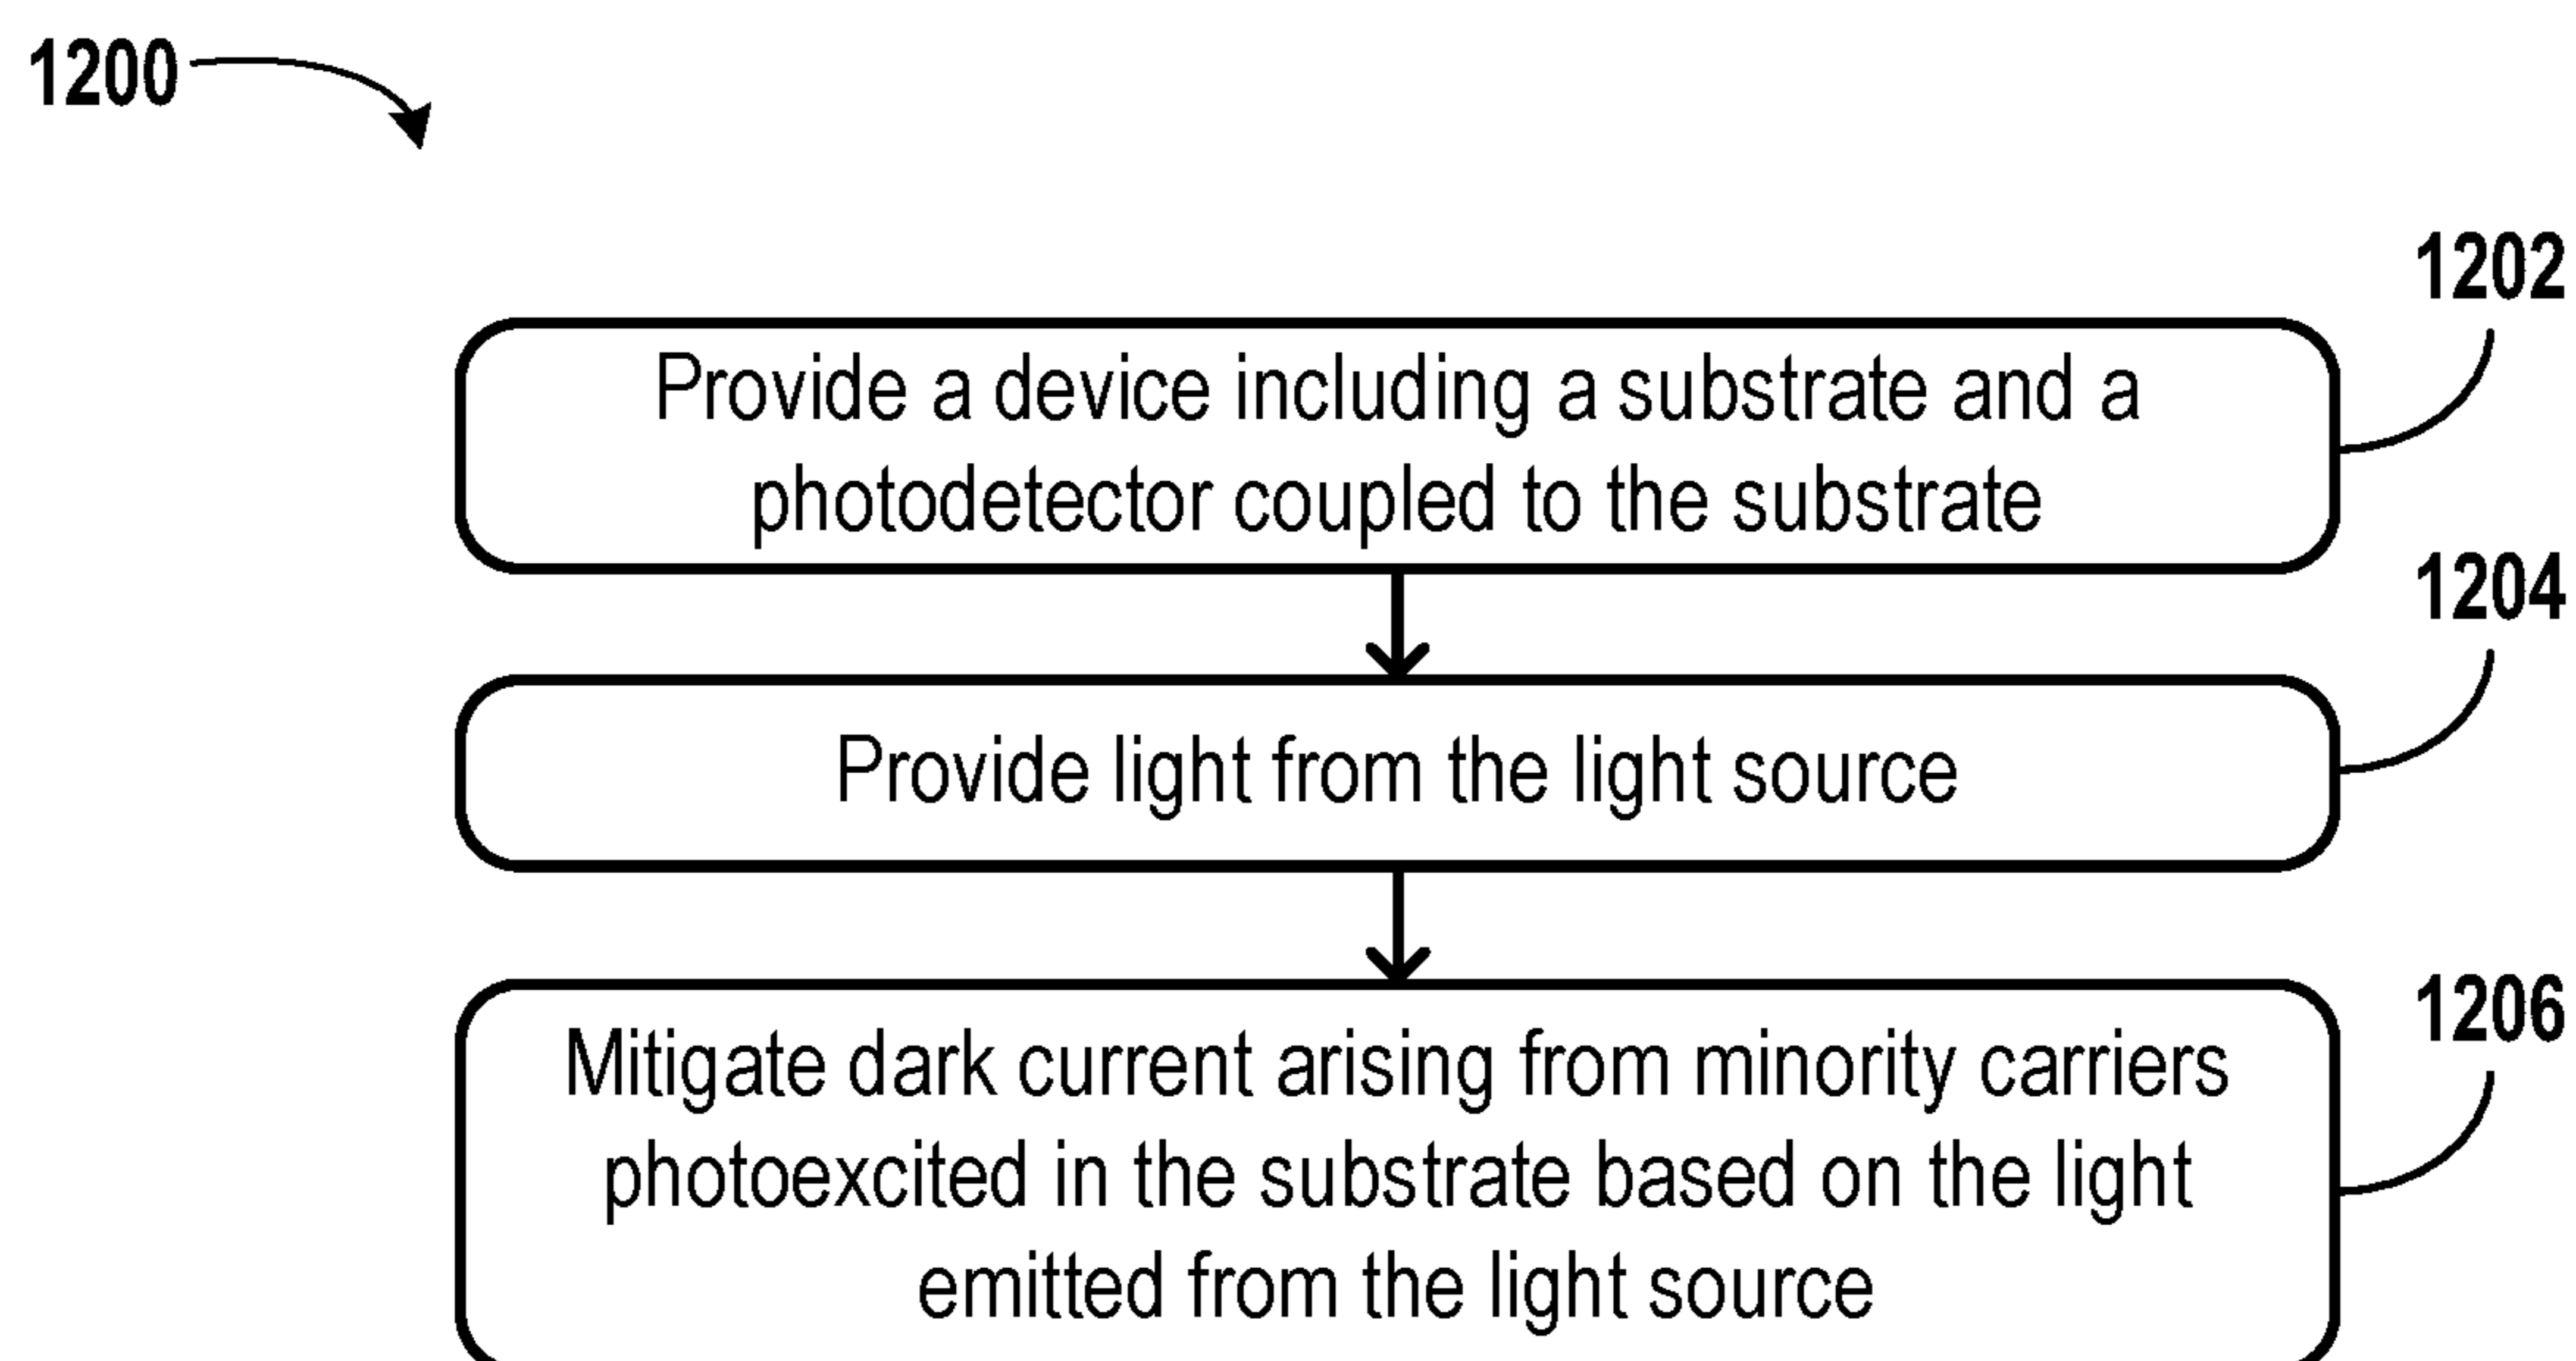 1200
1202
Provide a device including a substrate and a
photodetector coupled to the substrate
1204
Provide light from the light source
1206
Mitigate dark current arising from minority carriers
photoexcited in the substrate based on the light
emitted from the light source